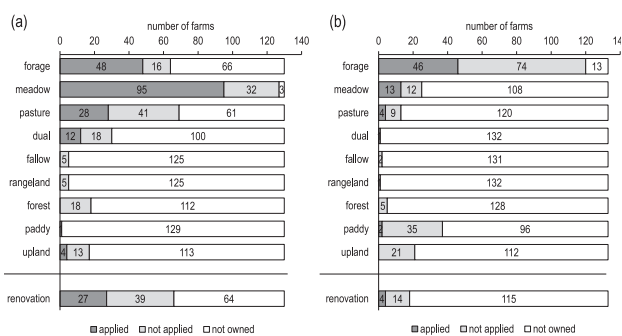 (a)
number of farms
0 20 40 60 80 100 120 140
forage 48 16 66
meadow 95 32 3
pasture 28 41 61
dual 12 18 100
fallow 5 125
rangeland 5 125
forest 18 112
paddy 129
upland 4 13 113
renovation 27 39 64
applied not applied not owned
(b)
number of farms
0 20 40 60 80 100 120 140
forage 46 74 13
meadow 13 12 108
pasture 4 9 120
dual 132
fallow 2 131
rangeland 132
forest 5 128
paddy 2 35 96
upland 21 112
renovation 4 14 115
applied not applied not owned